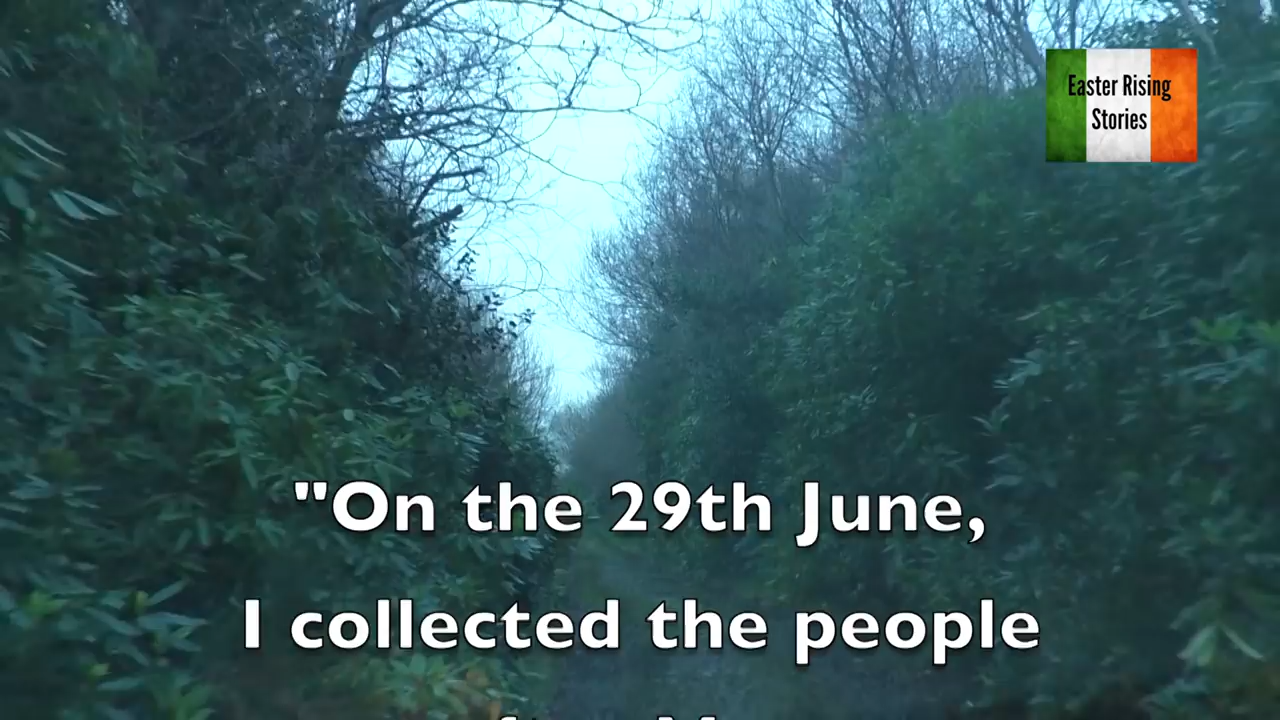 Easter Rising
Stories
"On the 29th June,
I collected the people